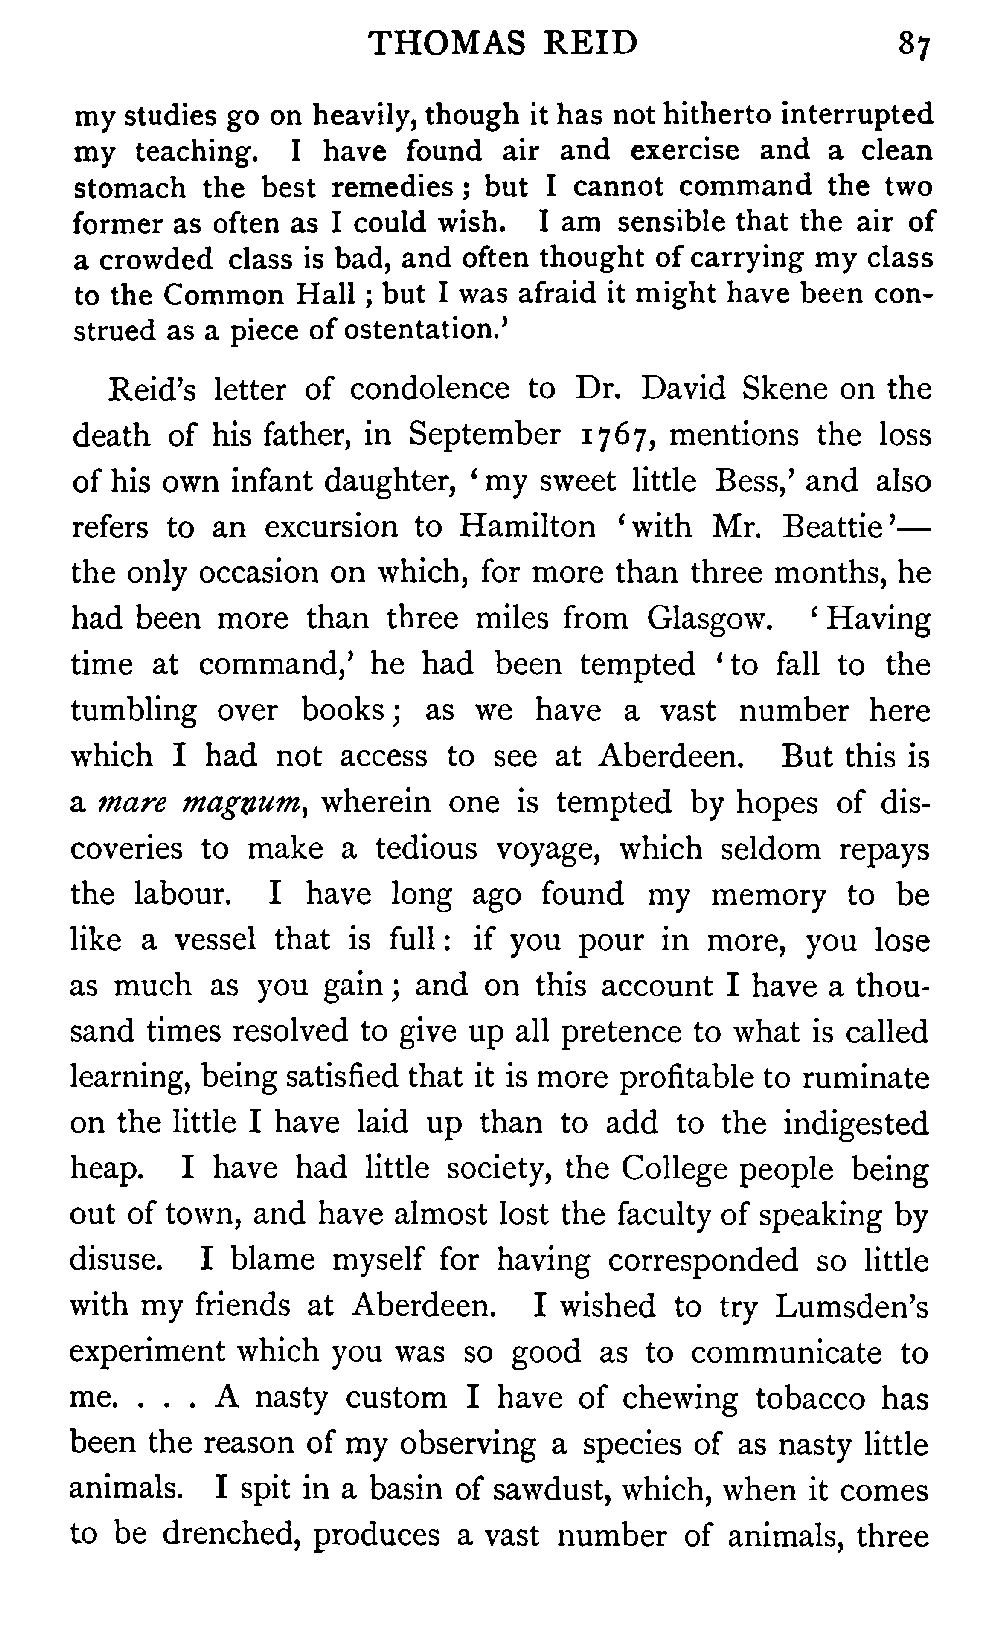 THOMAS REID 87
my studies go on heavily, though it has not hitherto interrupted
my teaching. I have found air and exercise and a clean
stomach the best remedies ; but I cannot command the two
former as often as I could wish. I am sensible that the air of
a crowded class is bad, and often thought of carrying my class
to the Common Hall ; but I was afraid it might have been con-
strued as a piece of ostentation.’
Reid’s letter of condolence to Dr. David Skene on the
death of his father, in September 1767, mentions the loss
of his own infant daughter, ‘my sweet little Bess,’ and also
refers to an excursion to Hamilton ‘with Mr. Beattie’—
the only occasion on which, for more than three months, he
had been more than three miles from Glasgow. ‘Having
time at command,’ he had been tempted ‘to fall to the
tumbling over books ; as we have a vast number here
which I had not access to see at Aberdeen. But this is
a mare magnum, wherein one is tempted by hopes of dis-
coveries to make a tedious voyage, which seldom repays
the labour. I have long ago found my memory to be
like a vessel that is full : if you pour in more, you lose
as much as you gain ; and on this account I have a thou-
sand times resolved to give up all pretence to what is called
learning, being satisfied that it is more profitable to ruminate
on the little I have laid up than to add to the indigested
heap. I have had little society, the College people being
out of town, and have almost lost the faculty of speaking by
disuse. I blame myself for having corresponded so little
with my friends at Aberdeen. I wished to try Lumsden’s
experiment which you was so good as to communicate to
me. . . . A nasty custom I have of chewing tobacco has
been the reason of my observing a species of as nasty little
animals. I spit in a basin of sawdust, which, when it comes
to be drenched, produces a vast number of animals, three